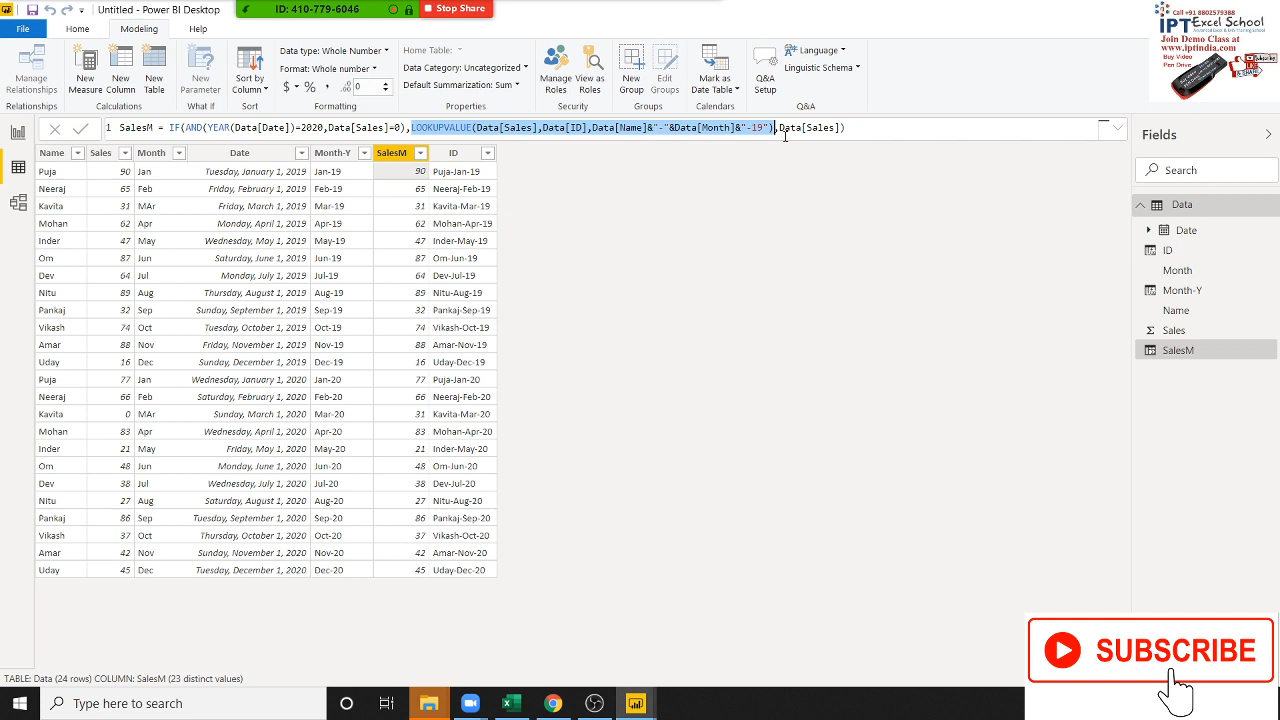 Untitled - Power BI Desktop
ID: 410-779-6046
Stop Share
File
Home
Modeling
Help
Manage Relationships
New Measure
New Column
New Table
New Parameter
Sort by Column
Data type: Whole Number
Format: Whole number
$ % , .00 0
Home Table:
Data Category: Uncategorized
Default Summarization: Sum
Manage Roles
View as Roles
New Group
Edit Groups
Mark as Date Table
Q&A Setup
Language
Linguistic Schema
Relationships
Calculations
What If
Sort
Formatting
Properties
Security
Groups
Calendars
Q&A
Call +91 8802579388
IPT Excel School
Join Demo Class at
www.iptindia.com
Buy Video
Pen Drive
1 SalesM = IF(AND(YEAR(Data[Date])=2020,Data[Sales]=0),LOOKUPVALUE(Data[Sales],Data[ID],Data[Name]&"-"&Data[Month]&"-19"),Data[Sales])
Name Sales Month Date Month-Y SalesM ID
Puja 90 Jan Tuesday, January 1, 2019 Jan-19 90 Puja-Jan-19
Neeraj 65 Feb Friday, February 1, 2019 Feb-19 65 Neeraj-Feb-19
Kavita 31 MAr Friday, March 1, 2019 Mar-19 31 Kavita-Mar-19
Mohan 62 Apr Monday, April 1, 2019 Apr-19 62 Mohan-Apr-19
Inder 47 May Wednesday, May 1, 2019 May-19 47 Inder-May-19
Om 87 Jun Saturday, June 1, 2019 Jun-19 87 Om-Jun-19
Dev 64 Jul Monday, July 1, 2019 Jul-19 64 Dev-Jul-19
Nitu 89 Aug Thursday, August 1, 2019 Aug-19 89 Nitu-Aug-19
Pankaj 32 Sep Sunday, September 1, 2019 Sep-19 32 Pankaj-Sep-19
Vikash 74 Oct Tuesday, October 1, 2019 Oct-19 74 Vikash-Oct-19
Amar 88 Nov Friday, November 1, 2019 Nov-19 88 Amar-Nov-19
Uday 16 Dec Sunday, December 1, 2019 Dec-19 16 Uday-Dec-19
Puja 77 Jan Wednesday, January 1, 2020 Jan-20 77 Puja-Jan-20
Neeraj 66 Feb Saturday, February 1, 2020 Feb-20 66 Neeraj-Feb-20
Kavita 0 MAr Sunday, March 1, 2020 Mar-20 31 Kavita-Mar-20
Mohan 83 Apr Wednesday, April 1, 2020 Apr-20 83 Mohan-Apr-20
Inder 21 May Friday, May 1, 2020 May-20 21 Inder-May-20
Om 48 Jun Monday, June 1, 2020 Jun-20 48 Om-Jun-20
Dev 38 Jul Wednesday, July 1, 2020 Jul-20 38 Dev-Jul-20
Nitu 27 Aug Saturday, August 1, 2020 Aug-20 27 Nitu-Aug-20
Pankaj 86 Sep Tuesday, September 1, 2020 Sep-20 86 Pankaj-Sep-20
Vikash 37 Oct Thursday, October 1, 2020 Oct-20 37 Vikash-Oct-20
Amar 42 Nov Sunday, November 1, 2020 Nov-20 42 Amar-Nov-20
Uday 45 Dec Tuesday, December 1, 2020 Dec-20 45 Uday-Dec-20
Fields
Search
Data
Date
ID
Month
Month-Y
Name
Sales
SalesM
SUBSCRIBE
TABLE: Data (24 rows) COLUMN: SalesM (23 distinct values)
Type here to search